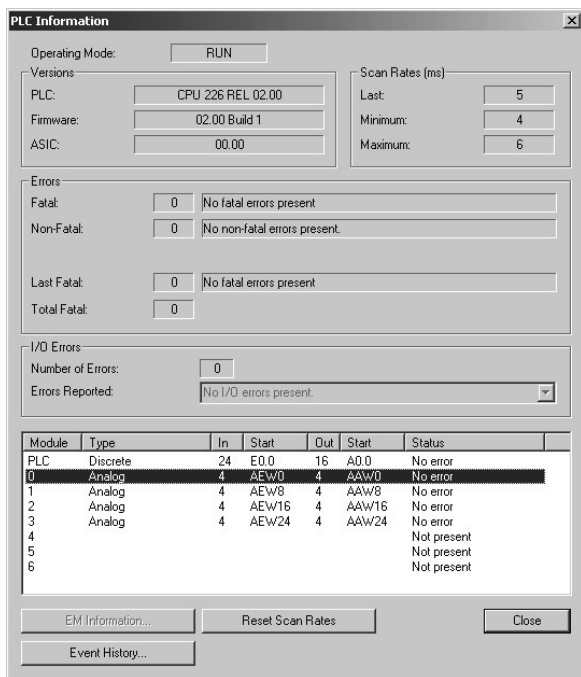 PLC Information
Operating Mode: RUN
Versions
PLC: CPU 226 REL 02.00
Firmware: 02.00 Build 1
ASIC: 00.00
Scan Rates (ms)
Last: 5
Minimum: 4
Maximum: 6
Errors
Fatal: 0 No fatal errors present
Non-Fatal: 0 No non-fatal errors present.
Last Fatal: 0 No fatal errors present
Total Fatal: 0
I/O Errors
Number of Errors: 0
Errors Reported: No I/O errors present.
Module Type In Start Out Start Status
PLC Discrete 24 E0.0 16 A0.0 No error
0 Analog 4 AEW0 4 AAW0 No error
1 Analog 4 AEW8 4 AAW8 No error
2 Analog 4 AEW16 4 AAW16 No error
3 Analog 4 AEW24 4 AAW24 No error
4 Not present
5 Not present
6 Not present
EM Information... Reset Scan Rates Close
Event History...